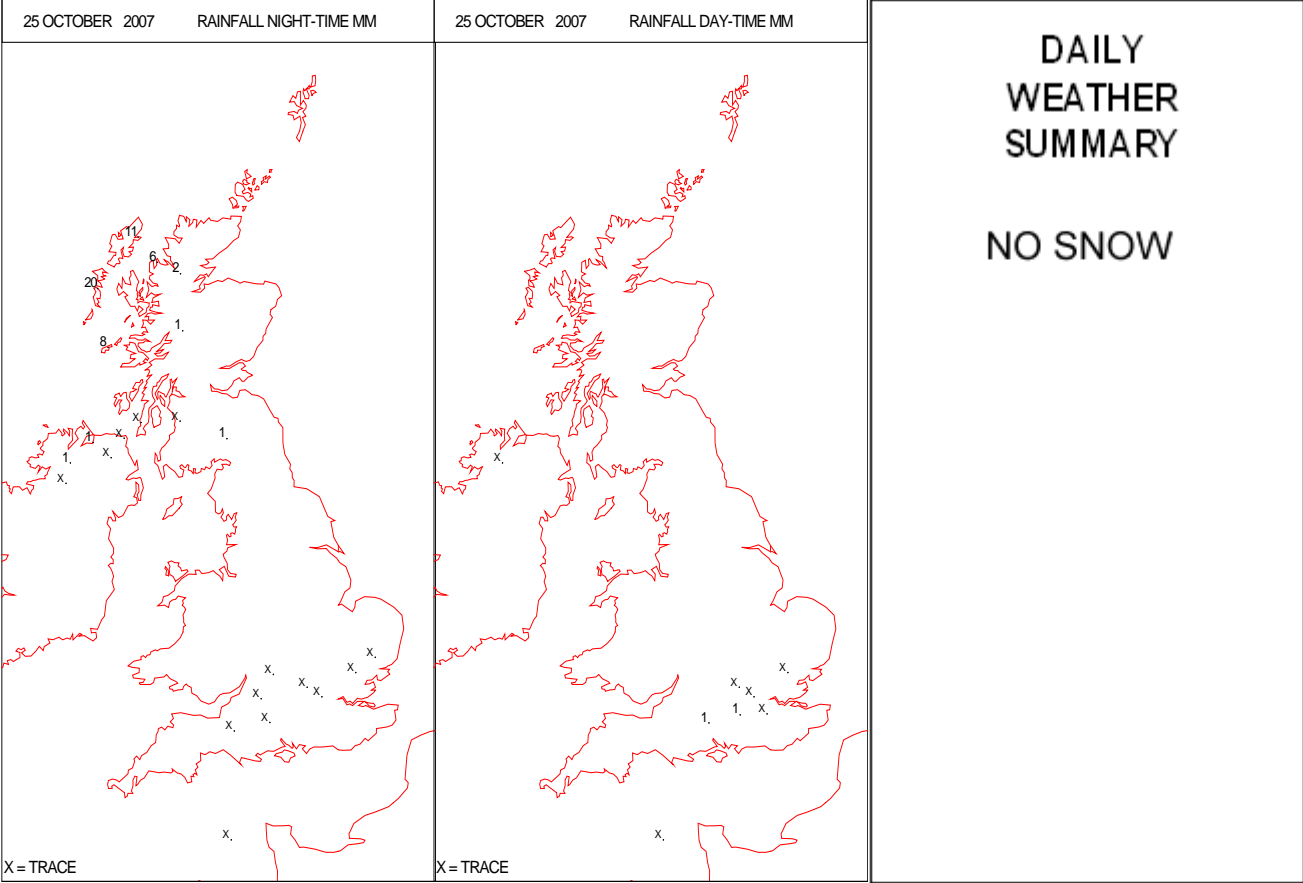 25 OCTOBER 2007 RAINFALL NIGHT-TIME MM
11
6
2
20
1
8
X
X
X
1
1
X
1
X
X
X
X
X
X
X
X
X
X
X = TRACE
25 OCTOBER 2007 RAINFALL DAY-TIME MM
X
X
X
X
1
X
1
X
X = TRACE
DAILY
WEATHER
SUMMARY
NO SNOW